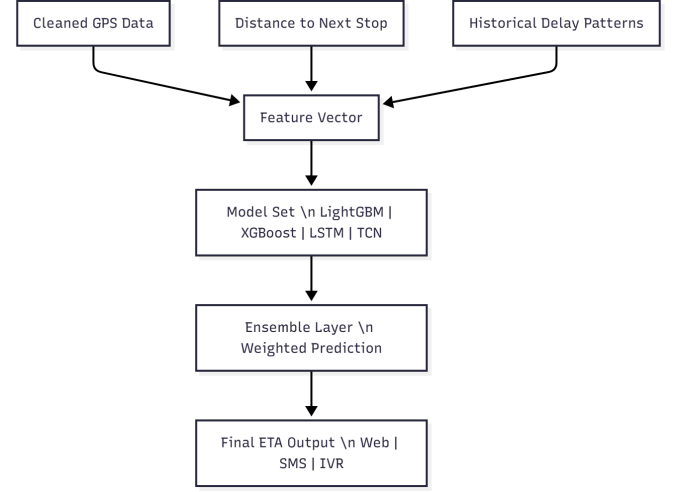 Cleaned GPS Data
Distance to Next Stop
Historical Delay Patterns
Feature Vector
Model Set \n LightGBM |
XGBoost | LSTM | TCN
Ensemble Layer \n
Weighted Prediction
Final ETA Output \n Web |
SMS | IVR